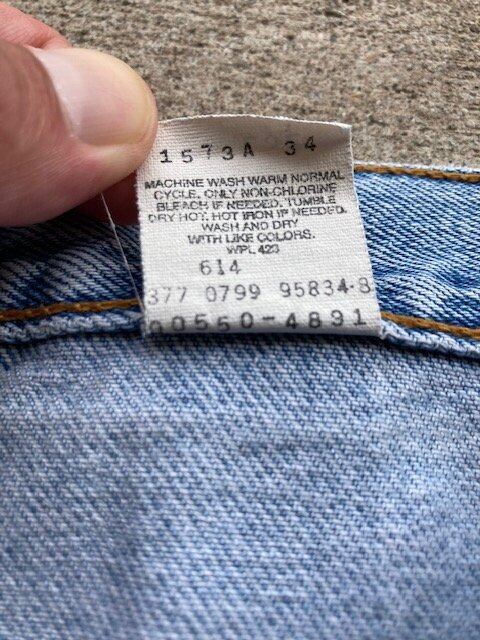 1573A 34
MACHINE WASH WARM NORMAL
CYCLE. ONLY NON-CHLORINE
BLEACH IF NEEDED. TUMBLE
DRY HOT. HOT IRON IF NEEDED.
WASH AND DRY
WITH LIKE COLORS.
WPL 423
614
377 0799 95834-8
00550-4891